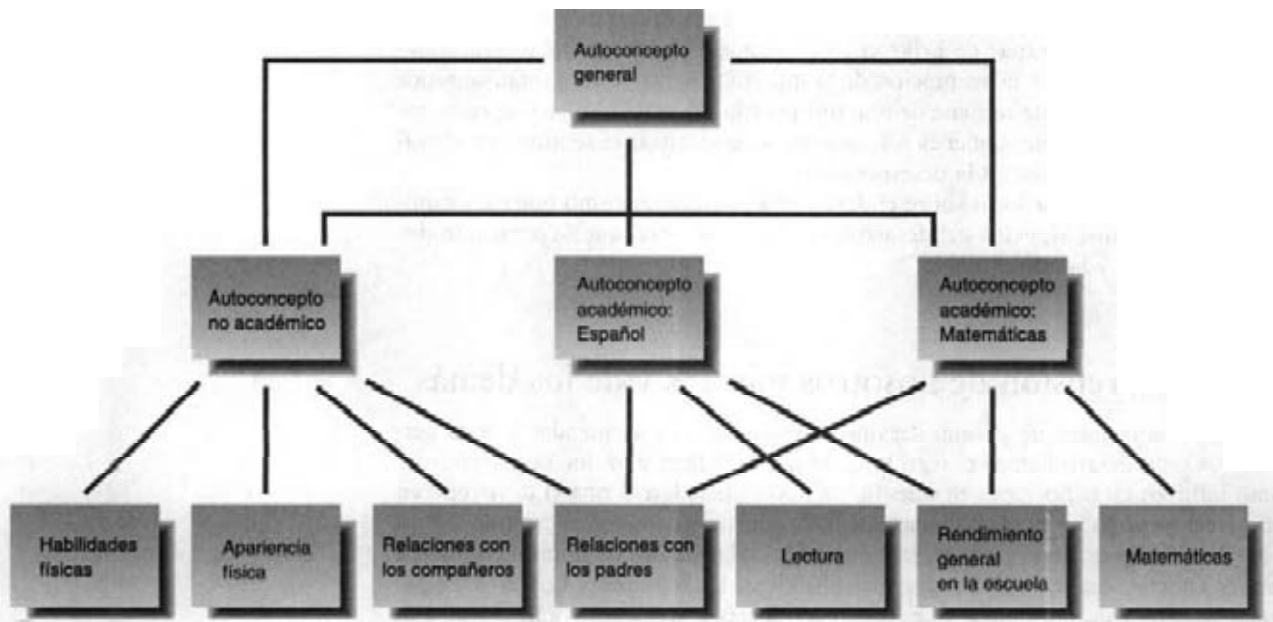 Autoconcepto
general
Autoconcepto
no académico
Autoconcepto
académico:
Español
Autoconcepto
académico:
Matemáticas
Habilidades
físicas
Apariencia
física
Relaciones con
los compañeros
Relaciones con
los padres
Lectura
Rendimiento
general
en la escuela
Matemáticas